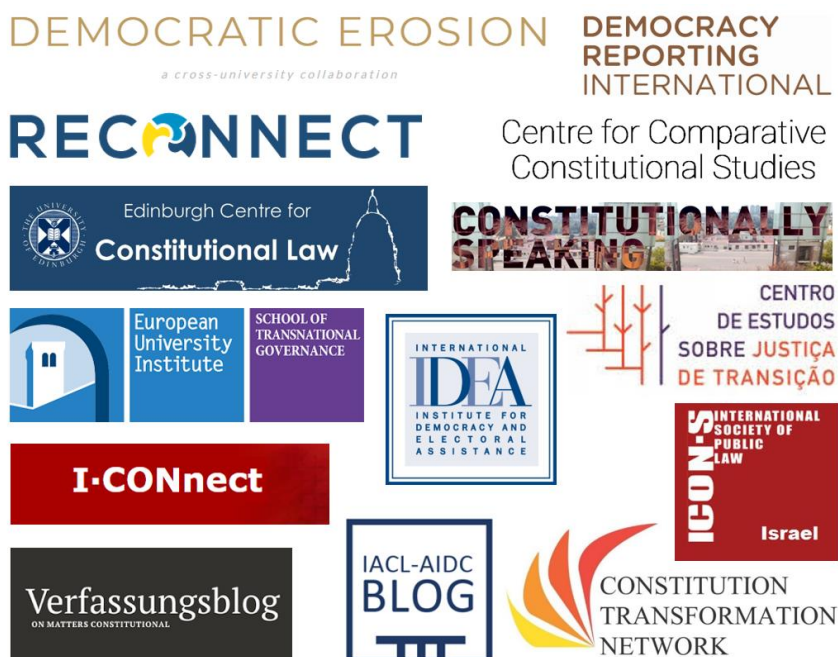 DEMOCRATIC EROSION
a cross-university collaboration
DEMOCRACY
REPORTING
INTERNATIONAL
RECONNECT
Centre for Comparative
Constitutional Studies
THE UNIVERSITY OF EDINBURGH
Edinburgh Centre for
Constitutional Law
CONSTITUTIONALLY
SPEAKING
European
University
Institute
SCHOOL OF
TRANSNATIONAL
GOVERNANCE
INTERNATIONAL
IDEA
INSTITUTE FOR
DEMOCRACY AND
ELECTORAL
ASSISTANCE
CENTRO
DE ESTUDOS
SOBRE JUSTIÇA
DE TRANSIÇÃO
I·CONnect
ICON-S
INTERNATIONAL
SOCIETY OF
PUBLIC
LAW
Israel
Verfassungsblog
ON MATTERS CONSTITUTIONAL
IACL-AIDC
BLOG
CONSTITUTION
TRANSFORMATION
NETWORK